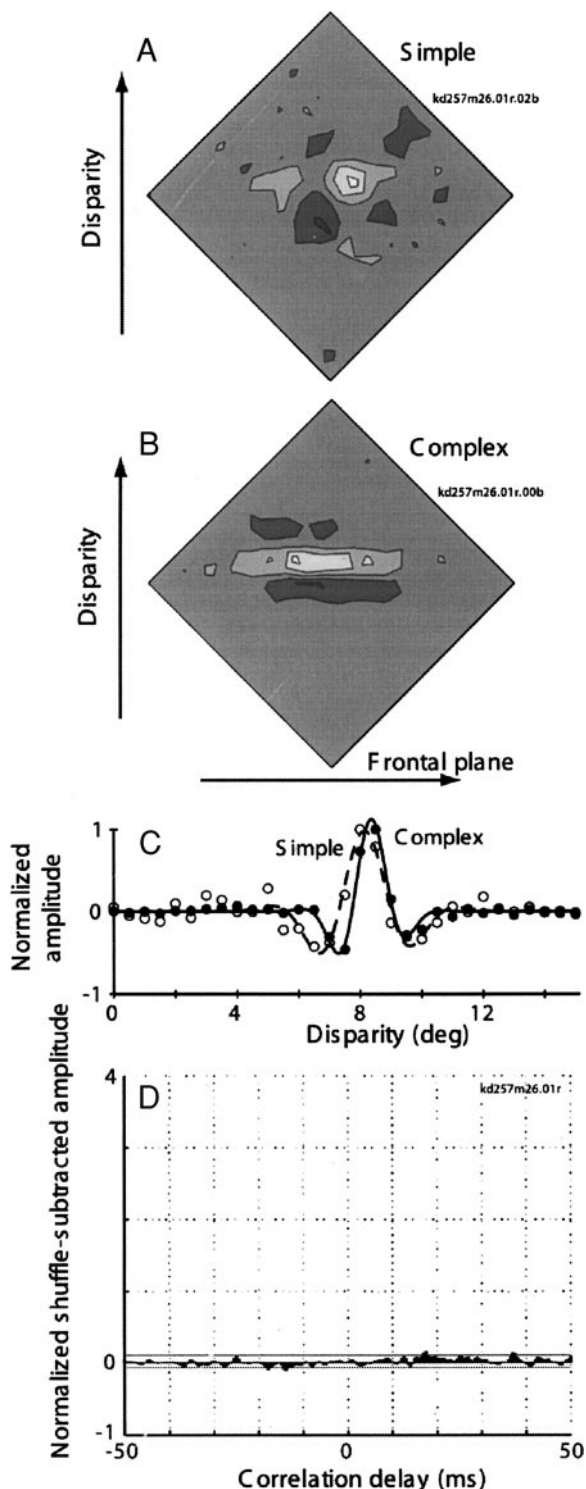 A
Simple
kd257m26.01r.02b
Disparity
B
Complex
kd257m26.01r.00b
Disparity
Frontal plane
C
Simple
Complex
Normalized
amplitude
1
0
-1
0
4
8
12
Disparity (deg)
D
kd257m26.01r
Normalized shuffle-subtracted amplitude
4
0
-1
-50
0
50
Correlation delay (ms)